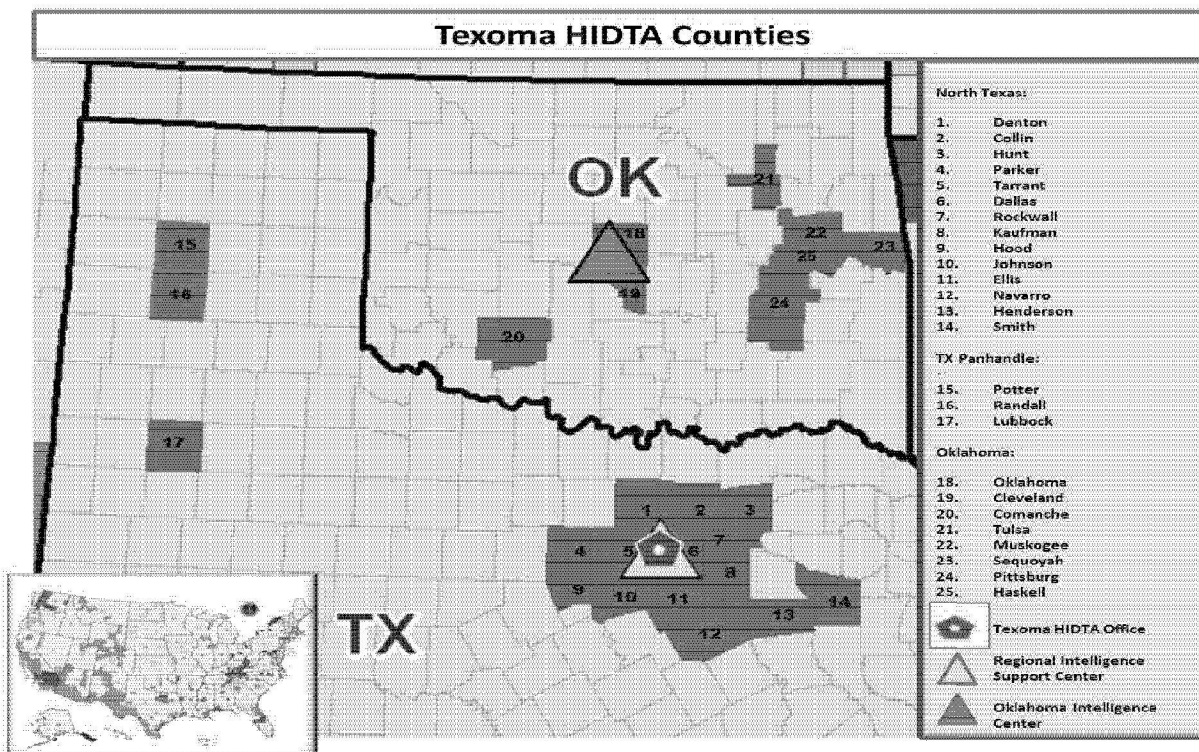 Texoma HIDTA Counties
OK
TX
15
16
17
18
19
20
21
22
23
25
24
1
2
3
4
5
6
7
8
9
10
11
12
13
14
North Texas:
1. Denton
2. Collin
3. Hunt
4. Parker
5. Tarrant
6. Dallas
7. Rockwall
8. Kaufman
9. Hood
10. Johnson
11. Ellis
12. Navarro
13. Henderson
14. Smith
TX Panhandle:
15. Potter
16. Randall
17. Lubbock
Oklahoma:
18. Oklahoma
19. Cleveland
20. Comanche
21. Tulsa
22. Muskogee
23. Sequoyah
24. Pittsburg
25. Haskell
Texoma HIDTA Office
Regional Intelligence
Support Center
Oklahoma Intelligence
Center